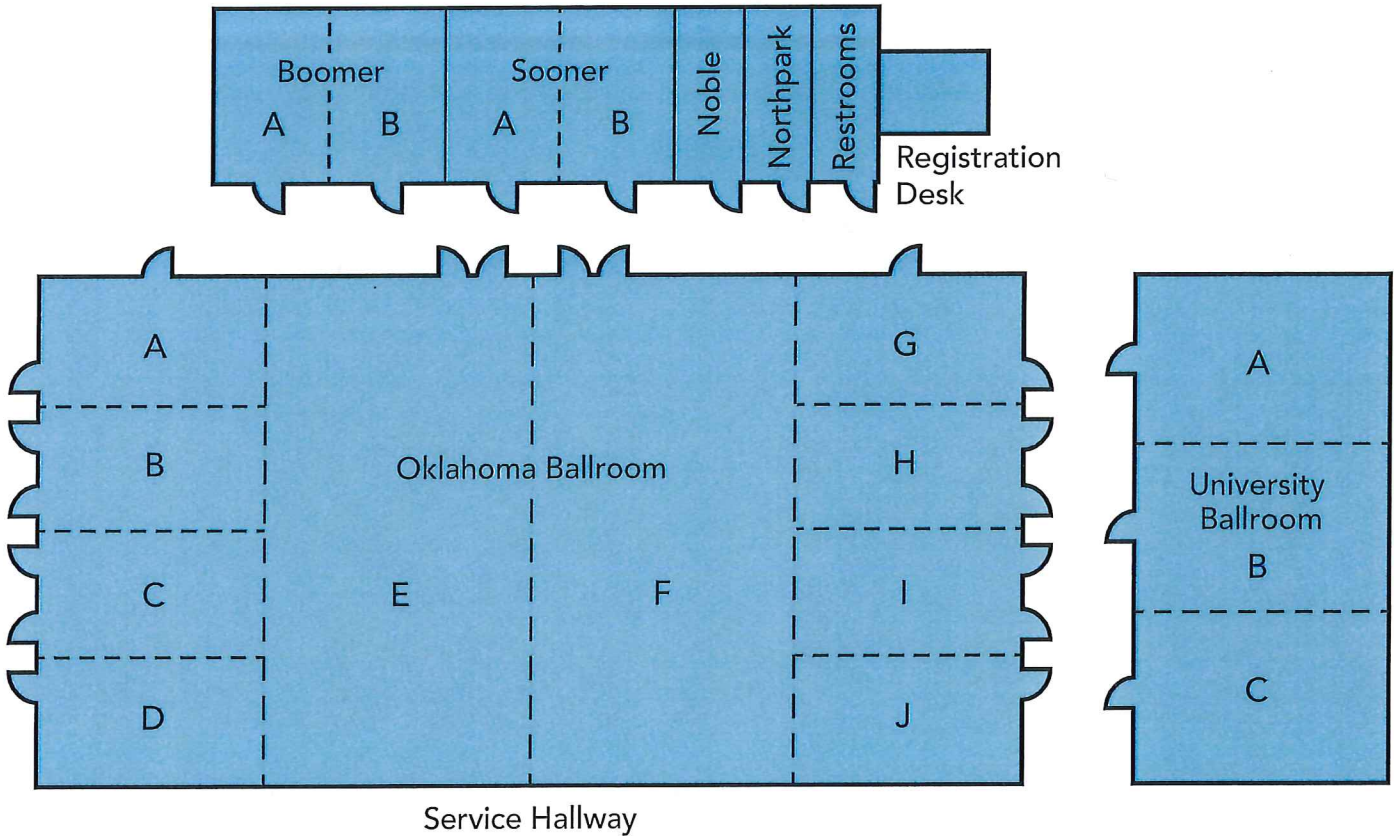 Boomer
A
B
Sooner
A
B
Noble
Northpark
Restrooms
Registration
Desk
A
B
C
D
Oklahoma Ballroom
E
F
G
H
I
J
A
University
Ballroom
B
C
Service Hallway